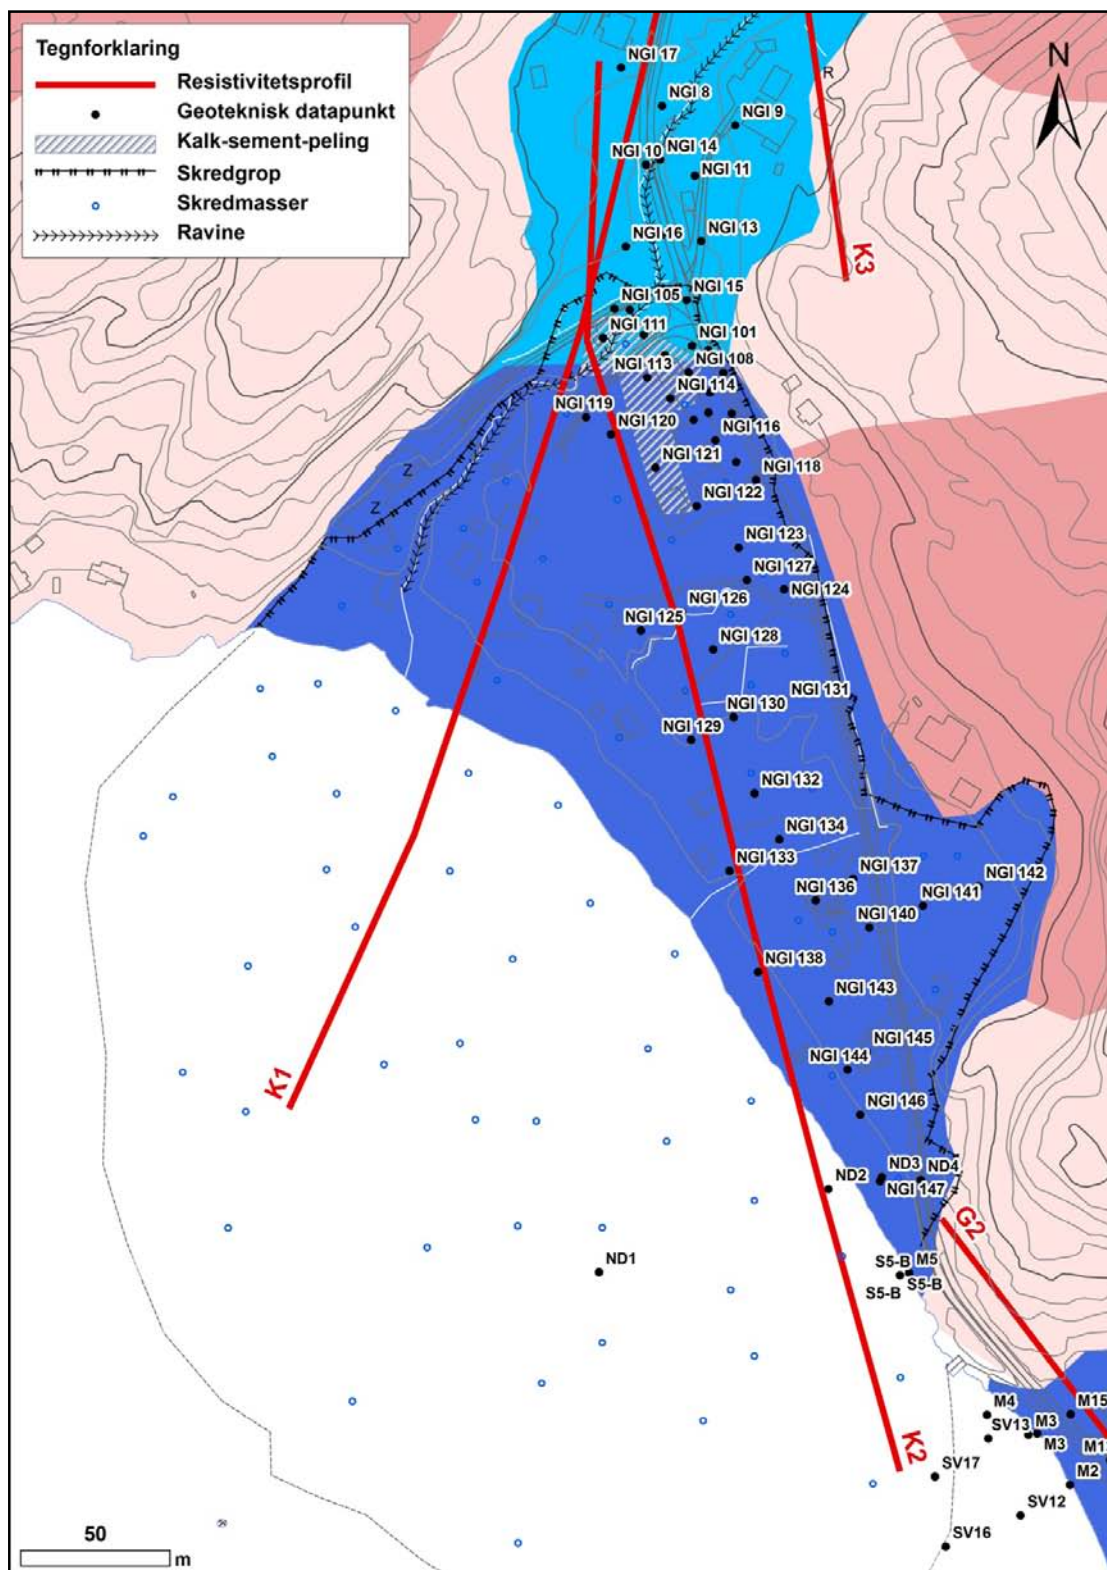 Tegnforklaring
Resistivitetsprofil
Geoteknisk datapunkt
Kalk-sement-peling
Skredgrop
Skredmasser
Ravine
N
R
NGI 17
NGI 8
NGI 9
NGI 14
NGI 10
NGI 11
NGI 16
NGI 13
K3
NGI 15
NGI 105
NGI 111
NGI 101
NGI 113
NGI 108
NGI 114
NGI 119
NGI 120
NGI 116
NGI 121
NGI 118
NGI 122
Z
Z
NGI 123
NGI 127
NGI 126
NGI 124
NGI 125
NGI 128
NGI 131
NGI 130
NGI 129
NGI 132
NGI 134
NGI 133
NGI 137
NGI 142
NGI 136
NGI 141
NGI 140
NGI 138
NGI 143
NGI 145
NGI 144
K1
NGI 146
ND3
ND4
ND2
NGI 147
G2
ND1
S5-B
M5
S5-B
S5-B
M4
M15
SV13
M3
M3
K2
SV17
M2
SV12
SV16
50
m